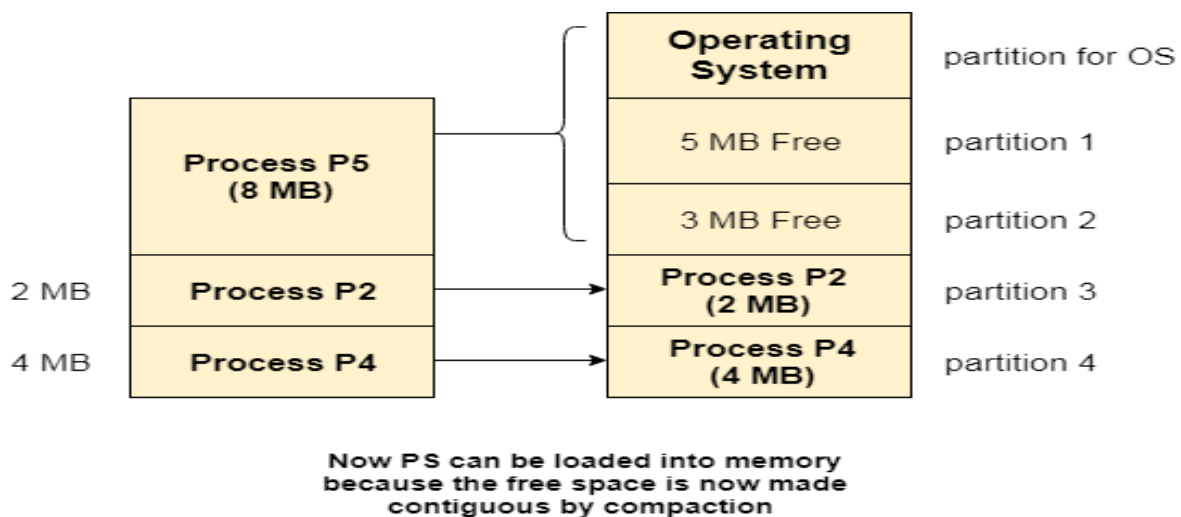 Operating
System
partition for OS
Process P5
(8 MB)
5 MB Free
partition 1
3 MB Free
partition 2
2 MB
Process P2
Process P2
(2 MB)
partition 3
4 MB
Process P4
Process P4
(4 MB)
partition 4
Now PS can be loaded into memory
because the free space is now made
contiguous by compaction